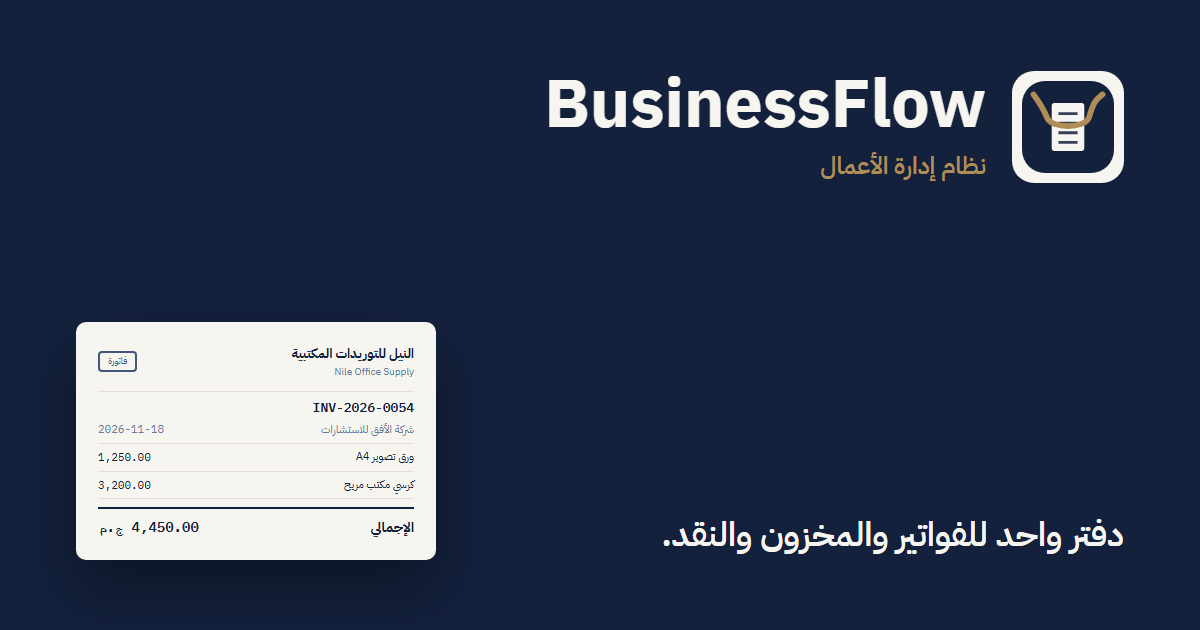 BusinessFlow
نظام إدارة الأعمال
النيل للتوريدات المكتبية
فاتورة
Nile Office Supply
INV-2026-0054
شركة الأفق للاستشارات
2026-11-18
ورق تصوير A4
1,250.00
كرسي مكتب مريح
3,200.00
الإجمالي
4,450.00 ج.م
دفتر واحد للفواتير والمخزون والنقد.